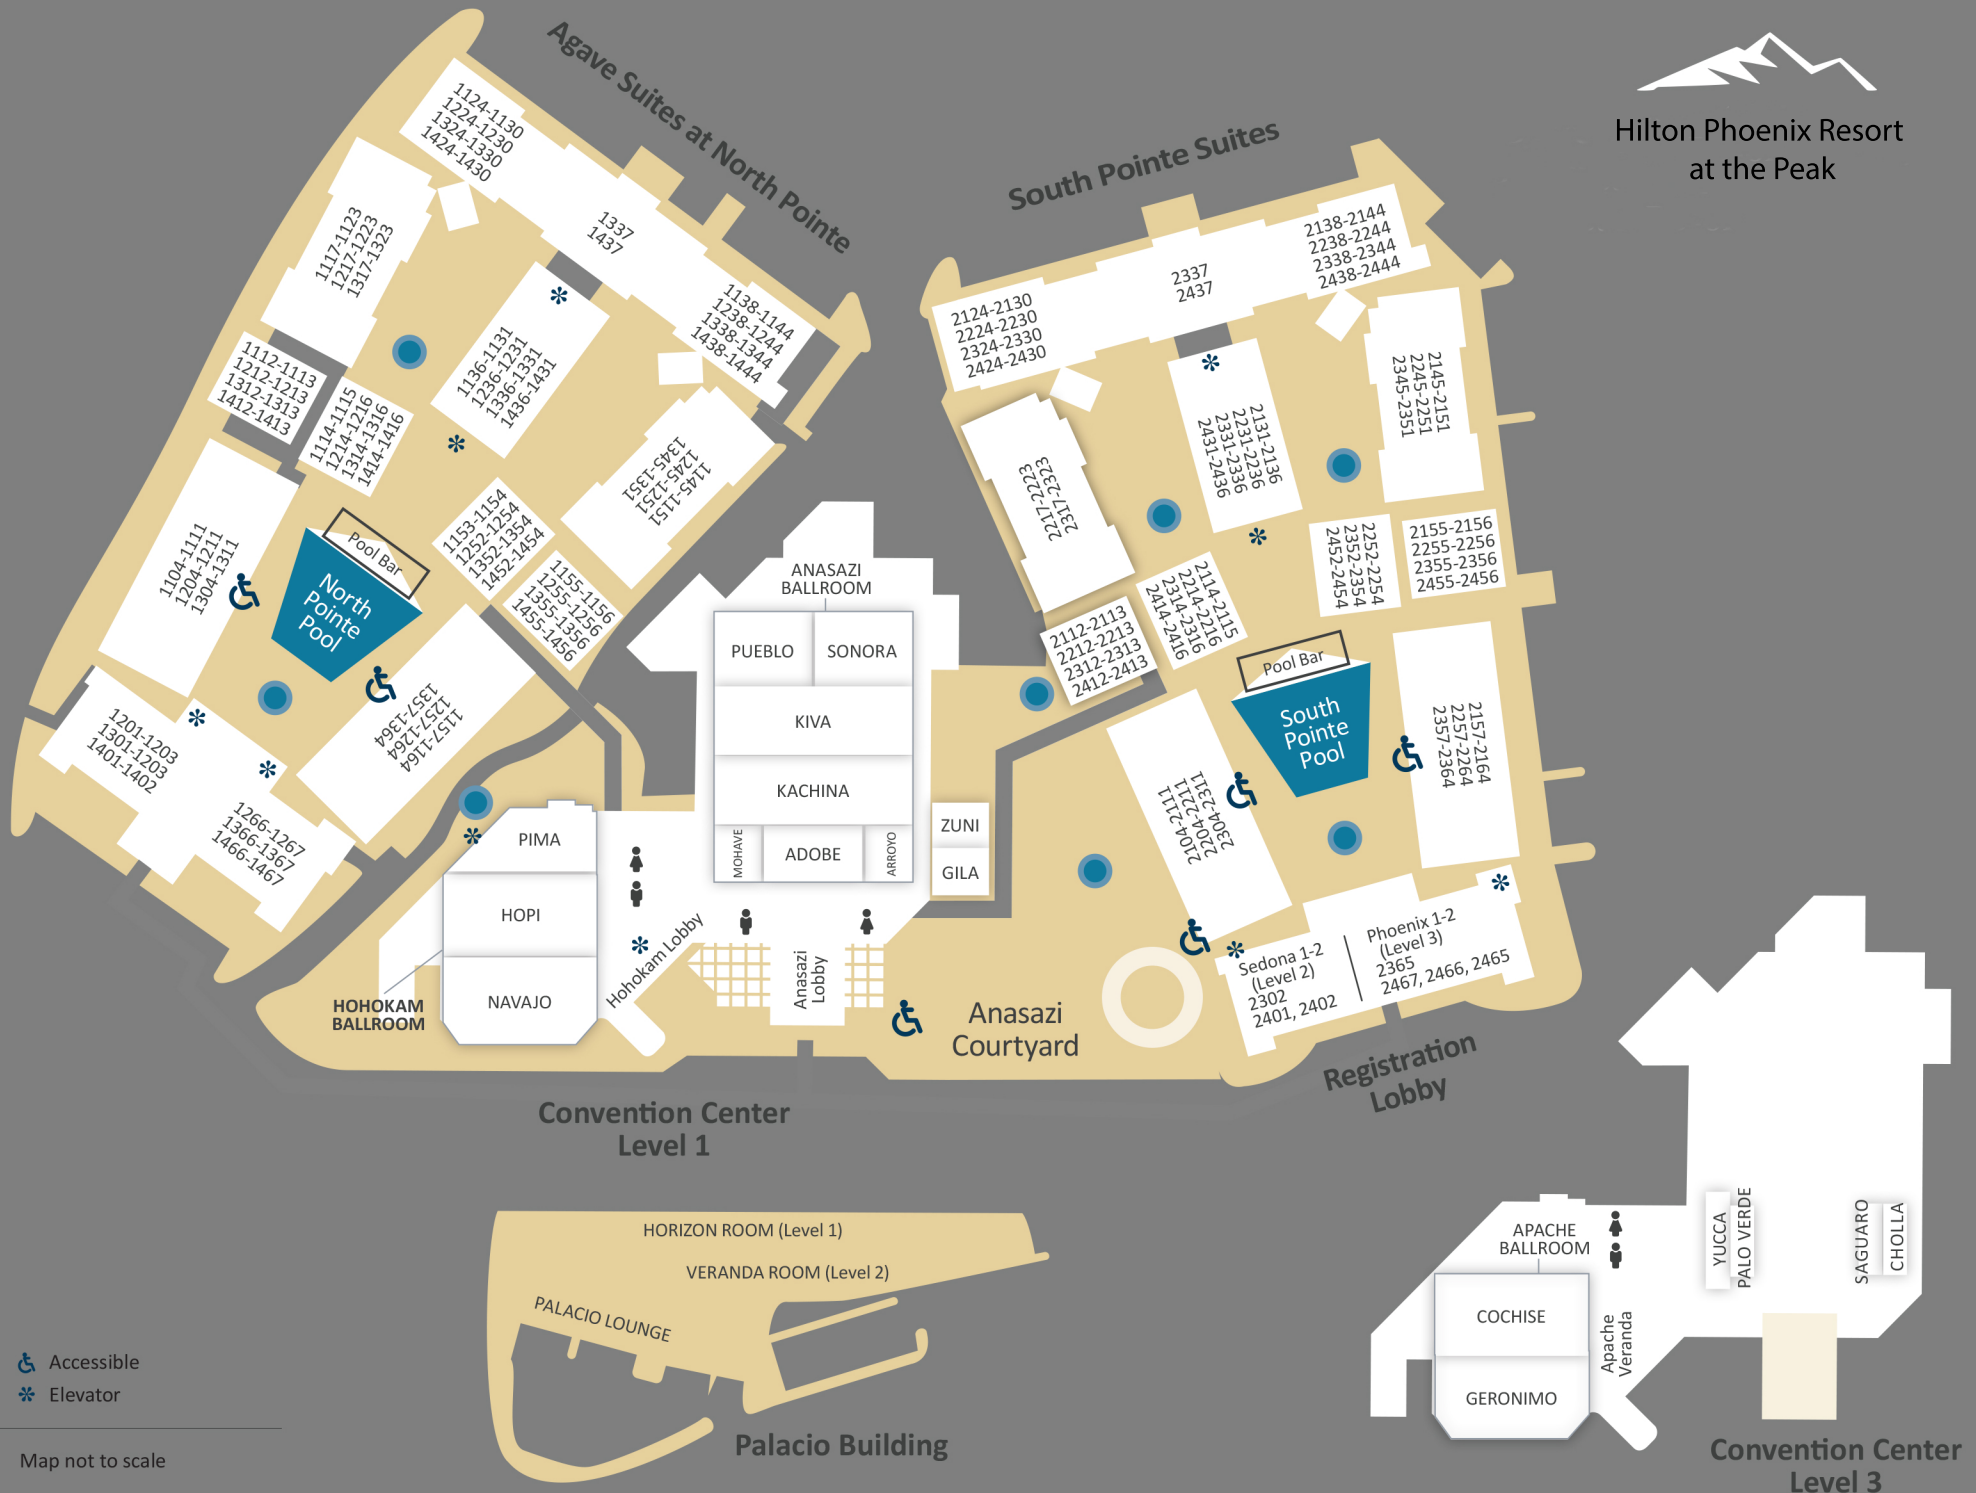 Agave Suites at North Pointe
1124-1130
1224-1230
1324-1330
1424-1430
1117-1123
1217-1223
1317-1323
1337
1437
1138-1144
1238-1244
1338-1344
1438-1444
1136-1131
1236-1231
1336-1331
1436-1431
1112-1113
1212-1213
1312-1313
1412-1413
1114-1115
1214-1216
1314-1316
1414-1416
1145-1151
1245-1251
1345-1351
1104-1111
1204-1211
1304-1311
Pool Bar
North
Pointe
Pool
1153-1154
1252-1254
1352-1354
1452-1454
1155-1156
1255-1256
1355-1356
1455-1456
1157-1164
1257-1264
1357-1364
1201-1203
1301-1203
1401-1402
1266-1267
1366-1367
1466-1467
South Pointe Suites
2124-2130
2224-2230
2324-2330
2424-2430
2337
2437
2138-2144
2238-2244
2338-2344
2438-2444
2145-2151
2245-2251
2345-2351
2131-2136
2231-2236
2331-2336
2431-2436
2217-2223
2317-2323
2112-2113
2212-2213
2312-2313
2412-2413
2114-2115
2214-2216
2314-2316
2414-2416
2252-2254
2352-2354
2452-2454
2155-2156
2255-2256
2355-2356
2455-2456
Pool Bar
South
Pointe
Pool
2157-2164
2257-2264
2357-2364
2104-2111
2204-2211
2304-2311
Sedona 1-2
(Level 2)
2302
2401, 2402
Phoenix 1-2
(Level 3)
2365
2467, 2466, 2465
Registration
Lobby
Hilton Phoenix Resort
at the Peak
ANASAZI
BALLROOM
PUEBLO
SONORA
KIVA
KACHINA
MOHAVE
ADOBE
ARROYO
ZUNI
GILA
PIMA
HOPI
NAVAJO
HOHOKAM
BALLROOM
Hohokam Lobby
Anasazi
Lobby
Anasazi
Courtyard
Convention Center
Level 1
HORIZON ROOM (Level 1)
VERANDA ROOM (Level 2)
PALACIO LOUNGE
Palacio Building
APACHE
BALLROOM
COCHISE
GERONIMO
Apache
Veranda
YUCCA
PALO VERDE
SAGUARO
CHOLLA
Convention Center
Level 3
Accessible
Elevator
Map not to scale